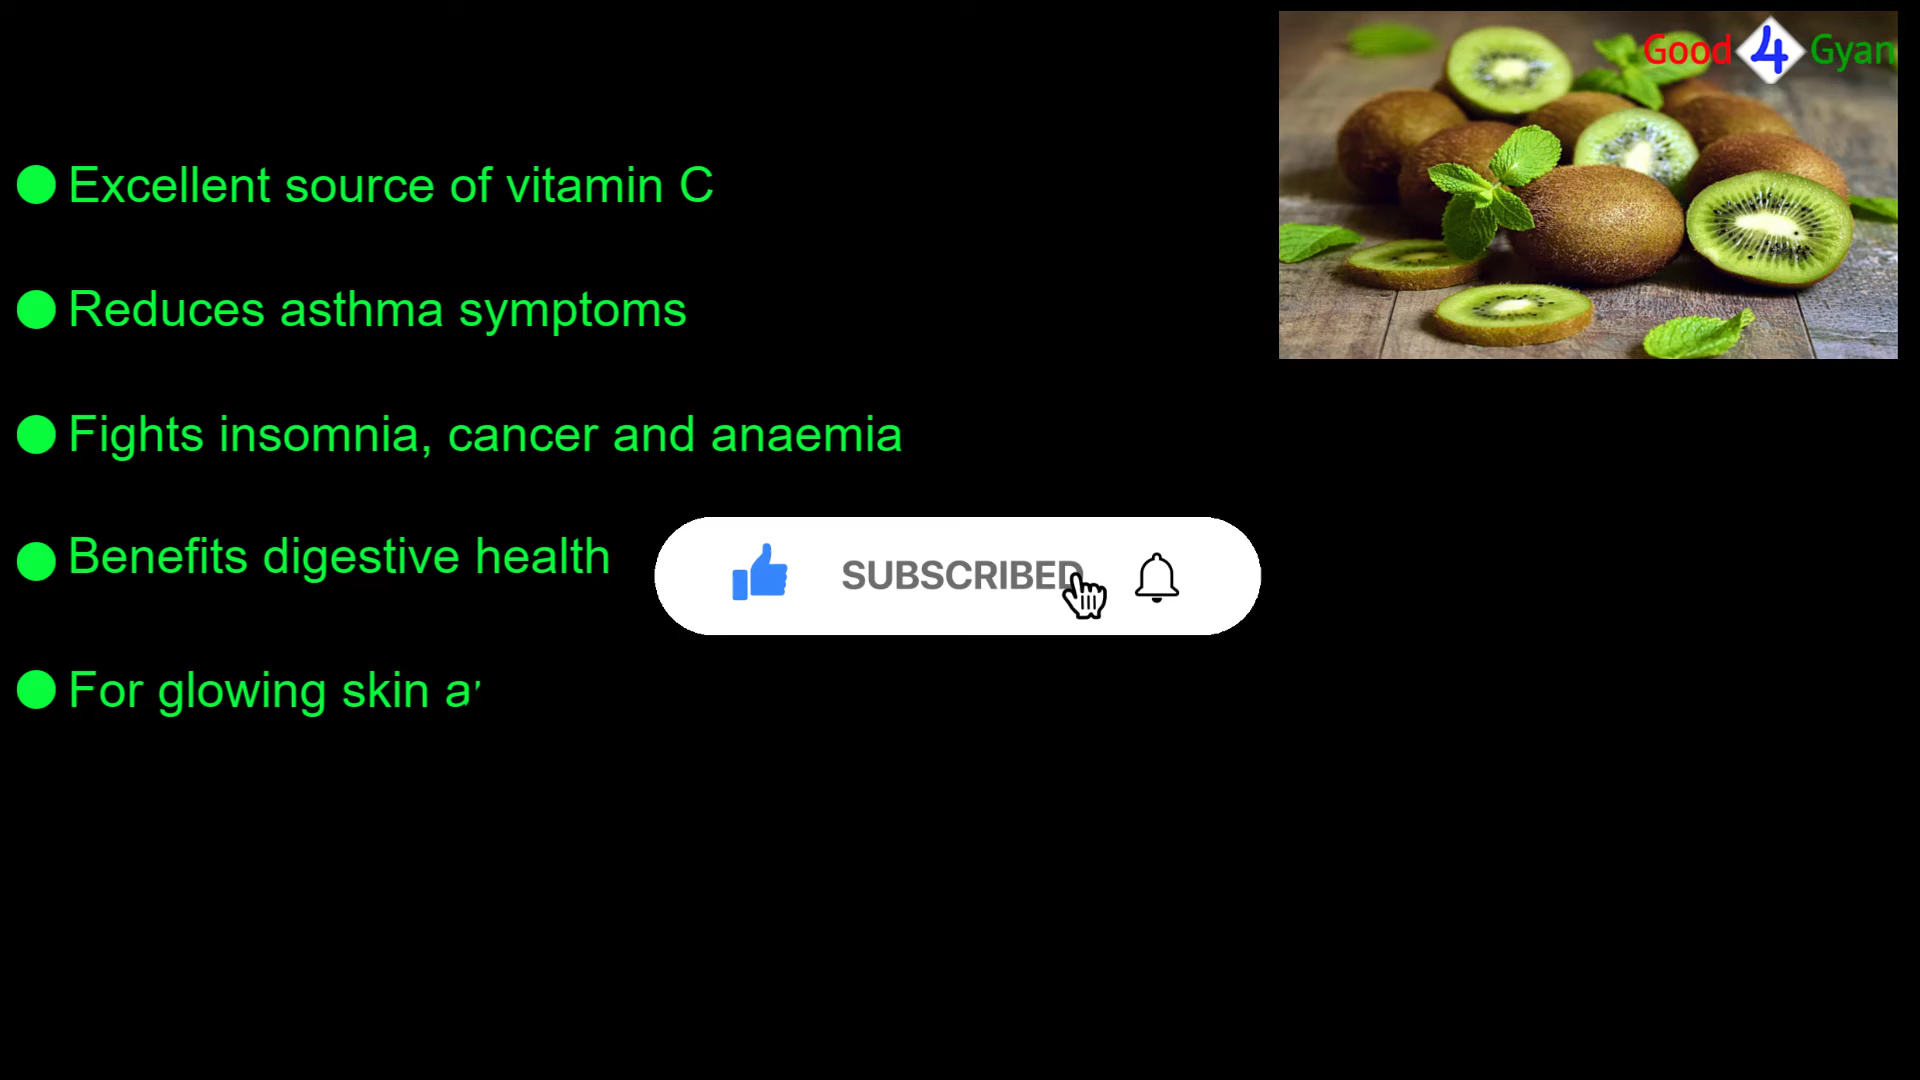 Good 4 Gyan
Excellent source of vitamin C
Reduces asthma symptoms
Fights insomnia, cancer and anaemia
Benefits digestive health
SUBSCRIBED
For glowing skin